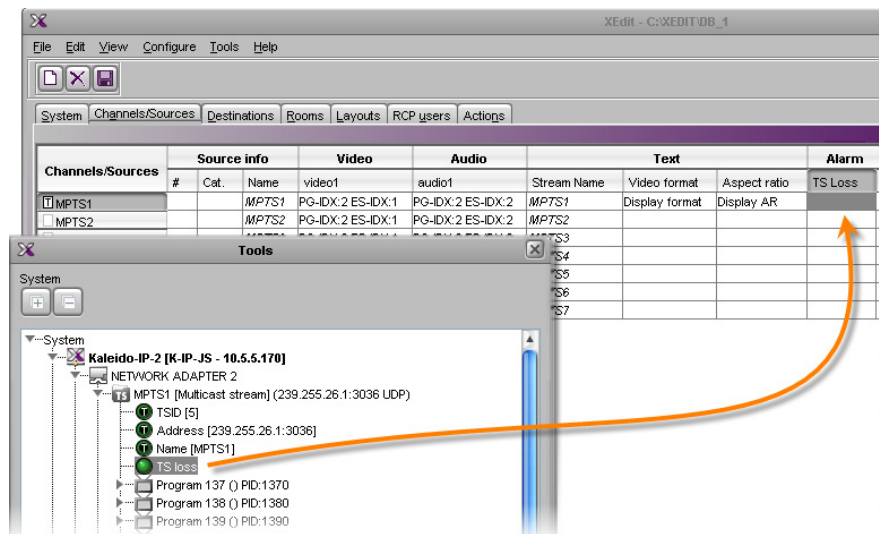 XEdit - C:\XEDIT\DB_1
File Edit View Configure Tools Help
System Channels/Sources Destinations Rooms Layouts RCP users Actions
Channels/Sources Source info Video Audio Text Alarm
# Cat. Name video1 audio1 Stream Name Video format Aspect ratio TS Loss
T MPTS1 MPTS1 PG-IDX:2 ES-IDX:1 PG-IDX:2 ES-IDX:2 MPTS1 Display format Display AR
MPTS2 MPTS2 PG-IDX:2 ES-IDX:1 PG-IDX:2 ES-IDX:2 MPTS2
Tools
System
System
Kaleido-IP-2 [K-IP-JS - 10.5.5.170]
NETWORK ADAPTER 2
TS MPTS1 [Multicast stream] (239.255.26.1:3036 UDP)
T TSID [5]
T Address [239.255.26.1:3036]
T Name [MPTS1]
TS loss
Program 137 () PID:1370
Program 138 () PID:1380
Program 139 () PID:1390